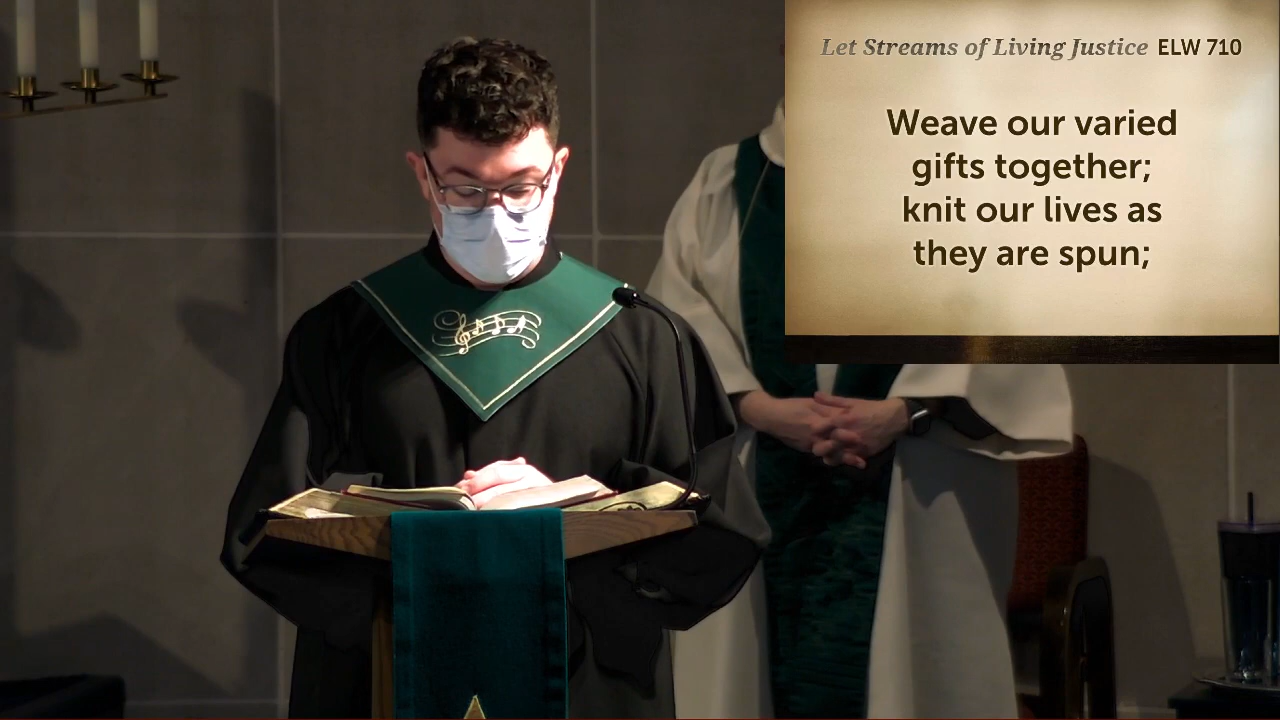 Let Streams of Living Justice ELW 710
Weave our varied
gifts together;
knit our lives as
they are spun;